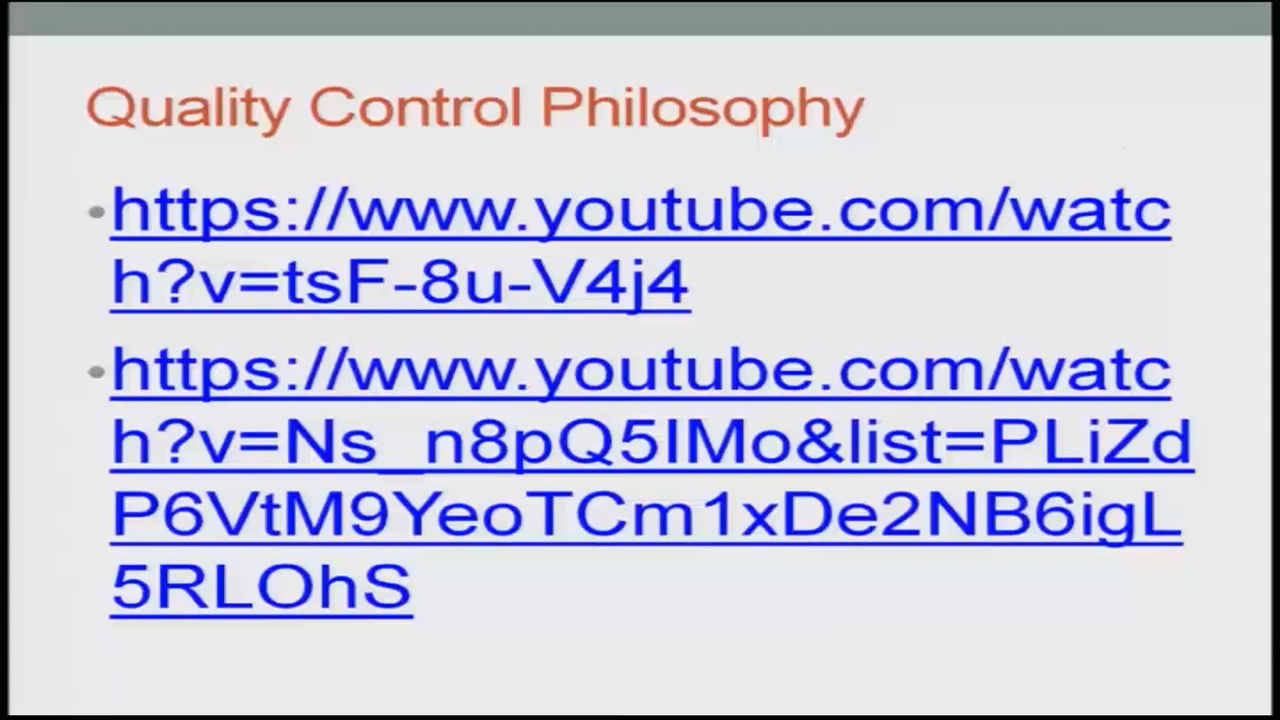 Quality Control Philosophy
•https://www.youtube.com/watc
h?v=tsF-8u-V4j4
•https://www.youtube.com/watc
h?v=Ns_n8pQ5IMo&list=PLiZd
P6VtM9YeoTCm1xDe2NB6igL
5RLOhS